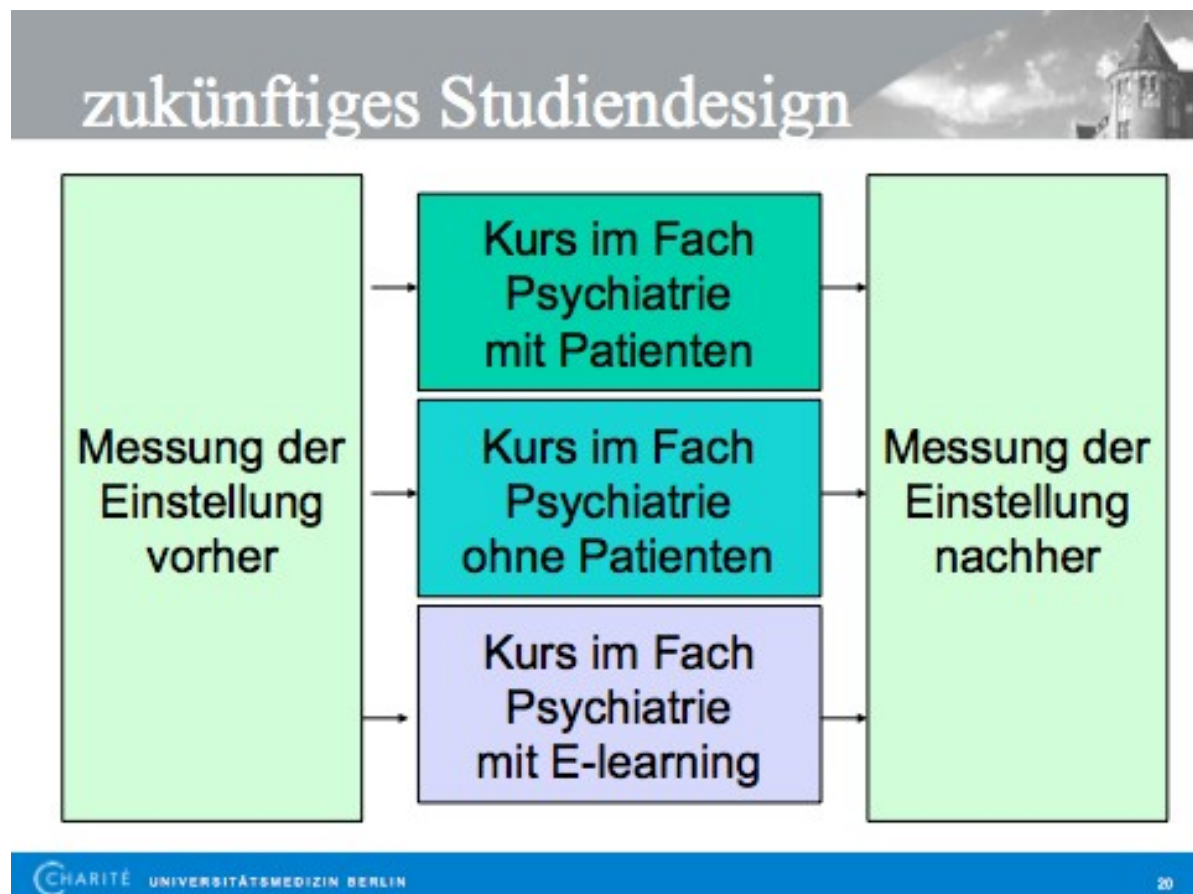 zukünftiges Studiendesign
Messung der
Einstellung
vorher
Kurs im Fach
Psychiatrie
mit Patienten
Kurs im Fach
Psychiatrie
ohne Patienten
Kurs im Fach
Psychiatrie
mit E-learning
Messung der
Einstellung
nachher
CHARITÉ UNIVERSITÄTSMEDIZIN BERLIN
20